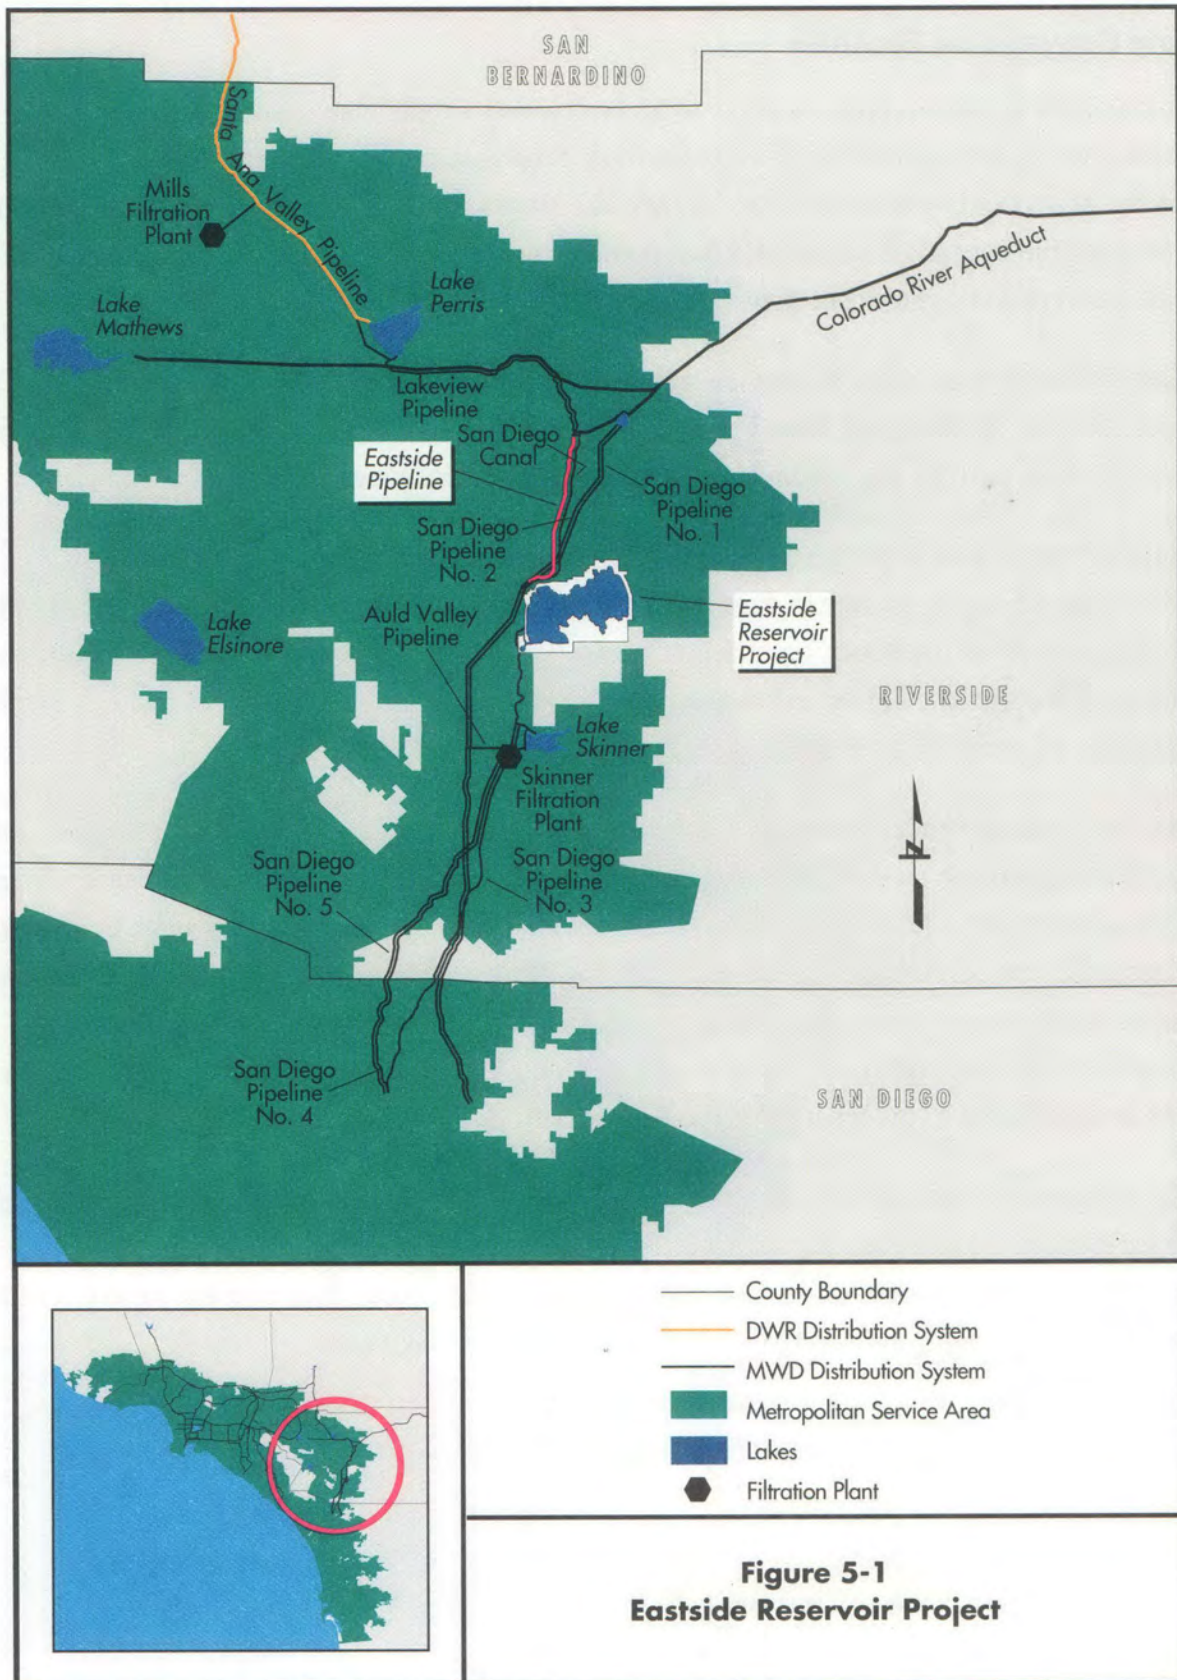 SAN
BERNARDINO
Santa Ana Valley Pipeline
Mills
Filtration
Plant
Lake
Perris
Lake
Mathews
Colorado River Aqueduct
Lakeview
Pipeline
San Diego
Canal
Eastside
Pipeline
San Diego
Pipeline
No. 1
San Diego
Pipeline
No. 2
Eastside
Reservoir
Project
Auld Valley
Pipeline
Lake
Elsinore
RIVERSIDE
Lake
Skinner
Skinner
Filtration
Plant
N
San Diego
Pipeline
No. 5
San Diego
Pipeline
No. 3
San Diego
Pipeline
No. 4
SAN DIEGO
County Boundary
DWR Distribution System
MWD Distribution System
Metropolitan Service Area
Lakes
Filtration Plant
Figure 5-1
Eastside Reservoir Project